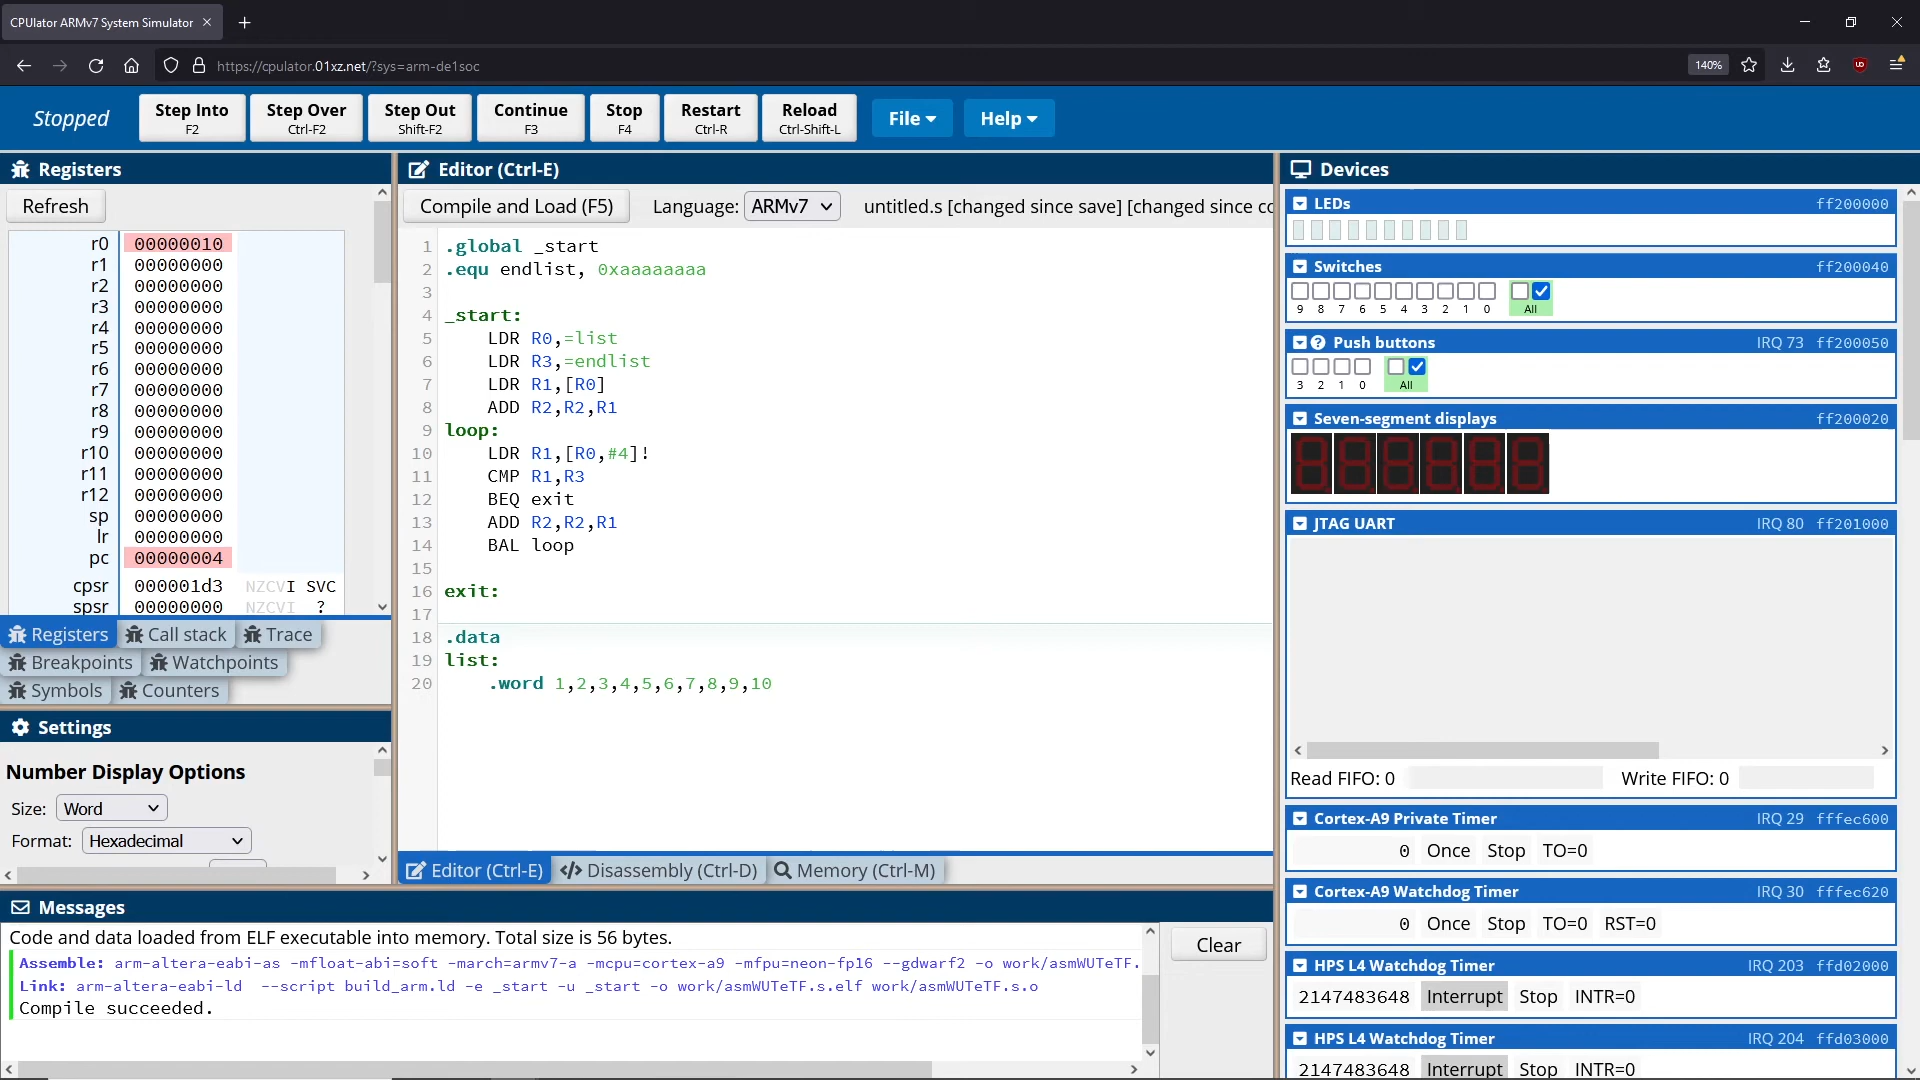 CPUlator ARMv7 System Simulator
https://cpulator.01xz.net/?sys=arm-de1soc
140%
Stopped
Step Into
F2
Step Over
Ctrl-F2
Step Out
Shift-F2
Continue
F3
Stop
F4
Restart
Ctrl-R
Reload
Ctrl-Shift-L
File
Help
Registers
Refresh
r0 00000010
r1 00000000
r2 00000000
r3 00000000
r4 00000000
r5 00000000
r6 00000000
r7 00000000
r8 00000000
r9 00000000
r10 00000000
r11 00000000
r12 00000000
sp 00000000
lr 00000000
pc 00000004
cpsr 000001d3 NZCVI SVC
spsr 00000000 NZCVI ?
Registers Call stack Trace
Breakpoints Watchpoints
Symbols Counters
Settings
Number Display Options
Size: Word
Format: Hexadecimal
Editor (Ctrl-E)
Compile and Load (F5) Language: ARMv7 untitled.s [changed since save] [changed since co
1 .global _start
2 .equ endlist, 0xaaaaaaaa
3
4 _start:
5 LDR R0,=list
6 LDR R3,=endlist
7 LDR R1,[R0]
8 ADD R2,R2,R1
9 loop:
10 LDR R1,[R0,#4]!
11 CMP R1,R3
12 BEQ exit
13 ADD R2,R2,R1
14 BAL loop
15
16 exit:
17
18 .data
19 list:
20 .word 1,2,3,4,5,6,7,8,9,10
Editor (Ctrl-E) Disassembly (Ctrl-D) Memory (Ctrl-M)
Messages
Code and data loaded from ELF executable into memory. Total size is 56 bytes.
Assemble: arm-altera-eabi-as -mfloat-abi=soft -march=armv7-a -mcpu=cortex-a9 -mfpu=neon-fp16 --gdwarf2 -o work/asmWUTeTF.
Link: arm-altera-eabi-ld --script build_arm.ld -e _start -u _start -o work/asmWUTeTF.s.elf work/asmWUTeTF.s.o
Compile succeeded.
Clear
Devices
LEDs ff200000
Switches ff200040
9 8 7 6 5 4 3 2 1 0 All
Push buttons IRQ 73 ff200050
3 2 1 0 All
Seven-segment displays ff200020
JTAG UART IRQ 80 ff201000
Read FIFO: 0 Write FIFO: 0
Cortex-A9 Private Timer IRQ 29 fffec600
0 Once Stop TO=0
Cortex-A9 Watchdog Timer IRQ 30 fffec620
0 Once Stop TO=0 RST=0
HPS L4 Watchdog Timer IRQ 203 ffd02000
2147483648 Interrupt Stop INTR=0
HPS L4 Watchdog Timer IRQ 204 ffd03000
2147483648 Interrupt Stop INTR=0